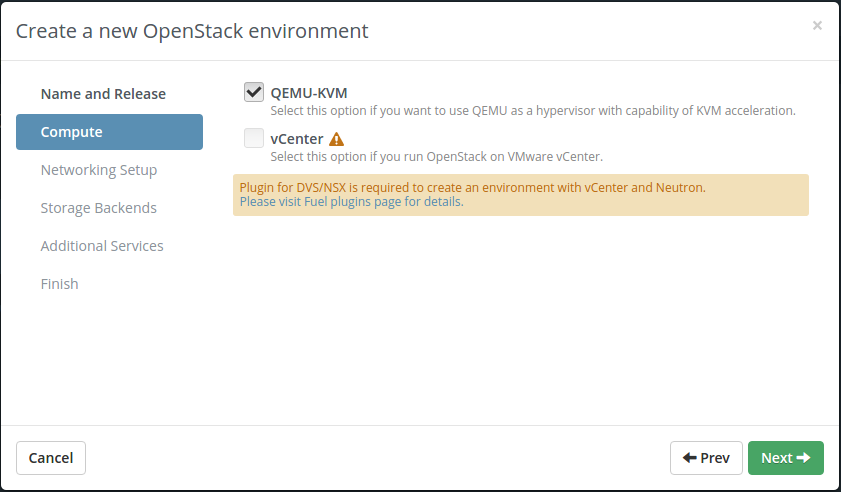 Create a new OpenStack environment
×
Name and Release
Compute
Networking Setup
Storage Backends
Additional Services
Finish
QEMU-KVM
Select this option if you want to use QEMU as a hypervisor with capability of KVM acceleration.
vCenter
Select this option if you run OpenStack on VMware vCenter.
Plugin for DVS/NSX is required to create an environment with vCenter and Neutron.
Please visit Fuel plugins page for details.
Cancel
Prev
Next